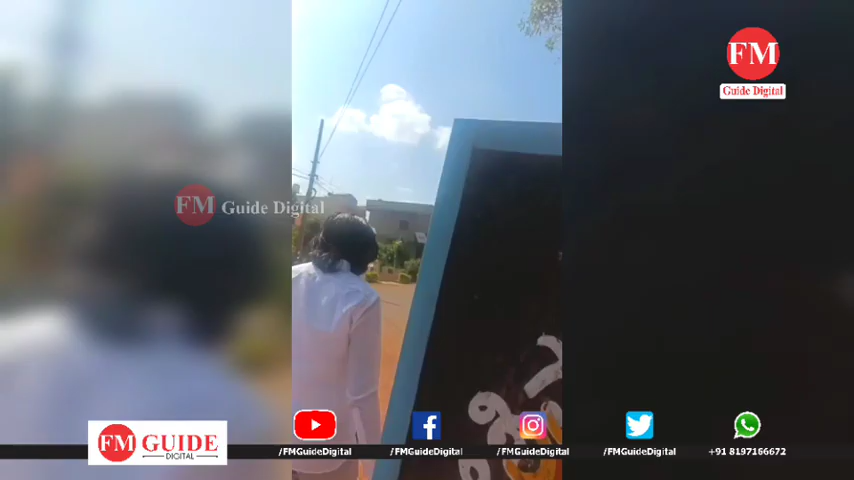 FM
Guide Digital
FM Guide Digital
FM GUIDE
DIGITAL
/FMGuideDigital
/FMGuideDigital
/FMGuideDigital
/FMGuideDigital
+91 8197166672